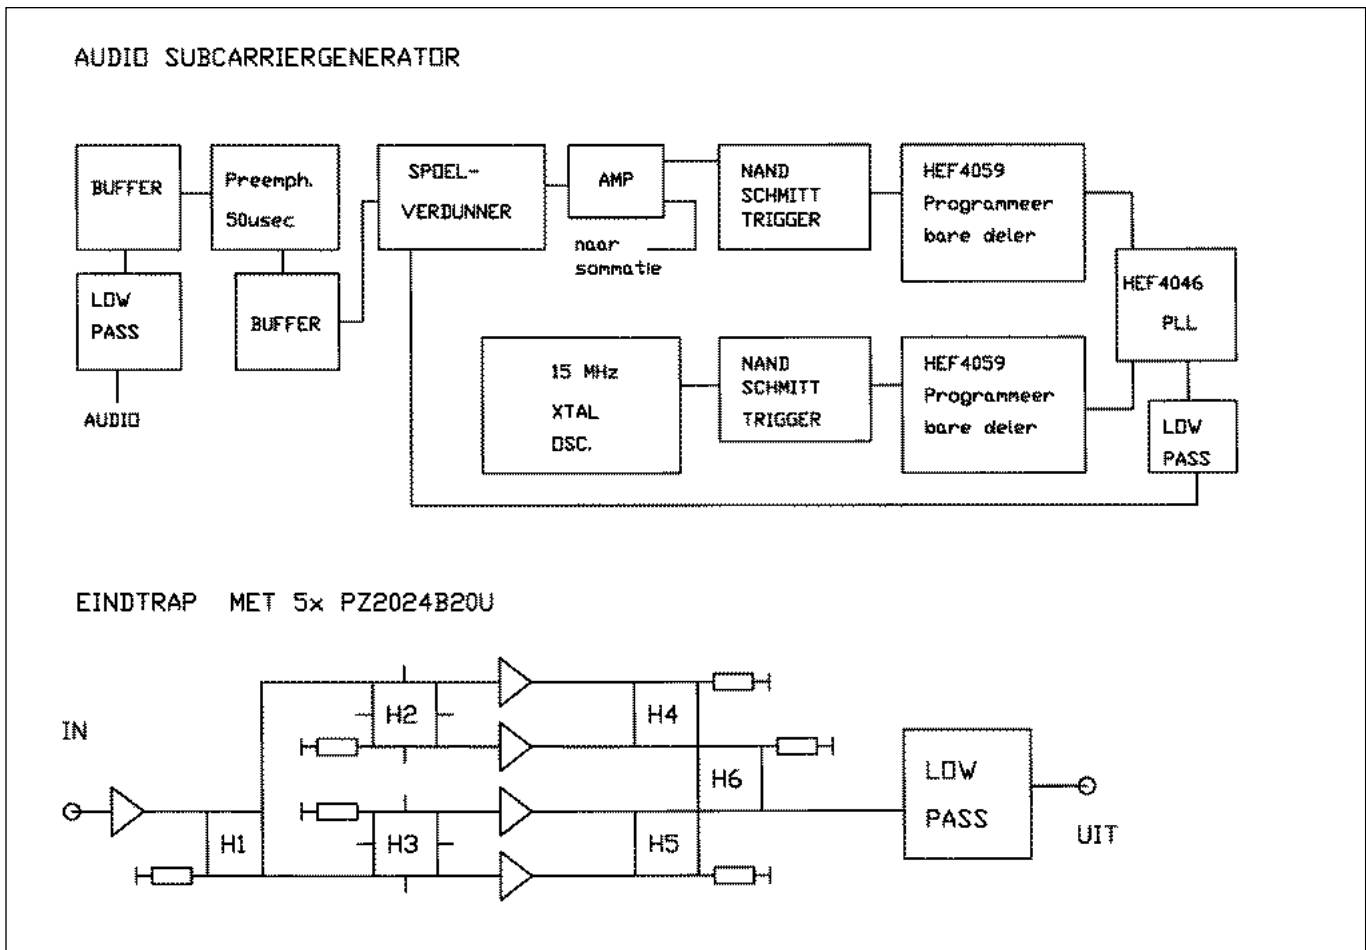 AUDIO SUBCARRIERGENERATOR
BUFFER
Preemph.
50usec
SPOEL-
VERDUNNER
AMP
naar
sommatie
NAND
SCHMITT
TRIGGER
HEF4059
Programmeer
bare deler
LOW
PASS
BUFFER
AUDIO
HEF4046
PLL
15 MHz
XTAL
OSC.
NAND
SCHMITT
TRIGGER
HEF4059
Programmeer
bare deler
LOW
PASS
EINDTRAP MET 5x PZ2024B20U
IN
H1
H2
H3
H4
H5
H6
LOW
PASS
UIT